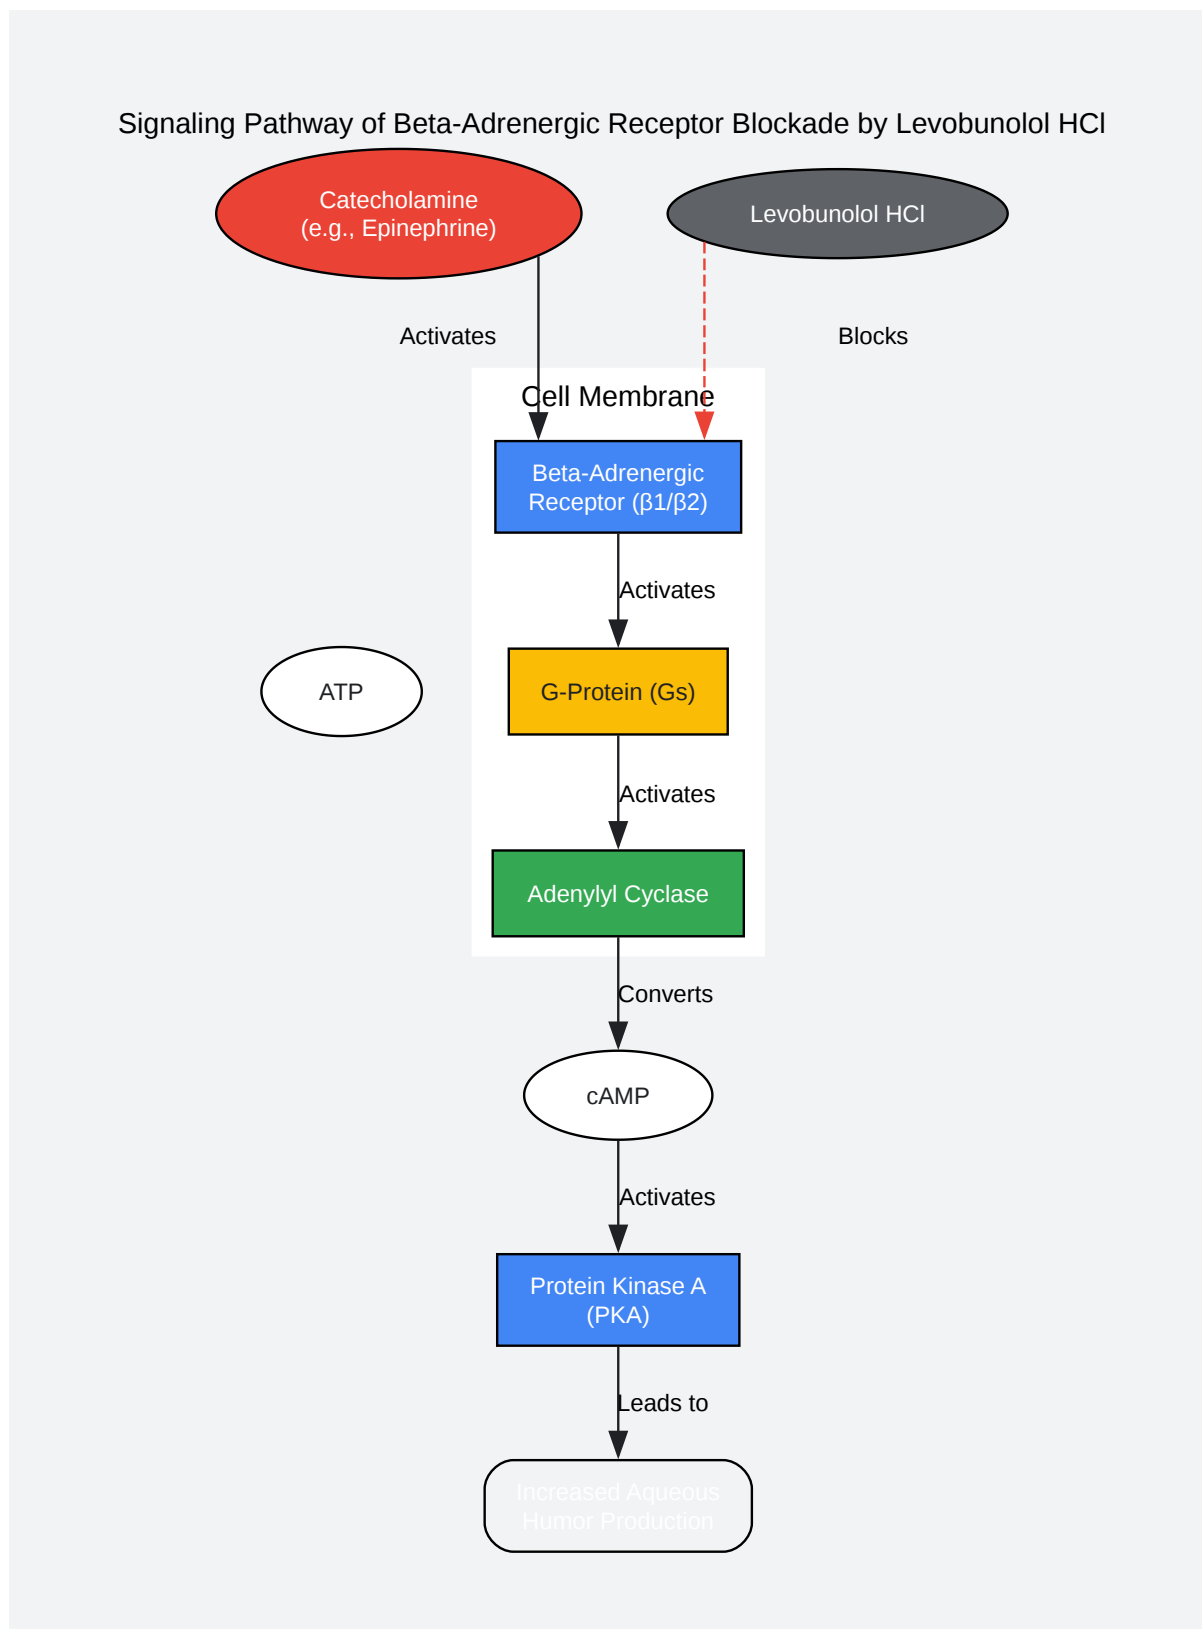 Signaling Pathway of Beta-Adrenergic Receptor Blockade by Levobunolol HCl
Catecholamine
(e.g., Epinephrine)
Levobunolol HCl
Activates
Blocks
Cell Membrane
Beta-Adrenergic
Receptor (β1/β2)
Activates
ATP
G-Protein (Gs)
Activates
Adenylyl Cyclase
Converts
cAMP
Activates
Protein Kinase A
(PKA)
Leads to
Increased Aqueous
Humor Production